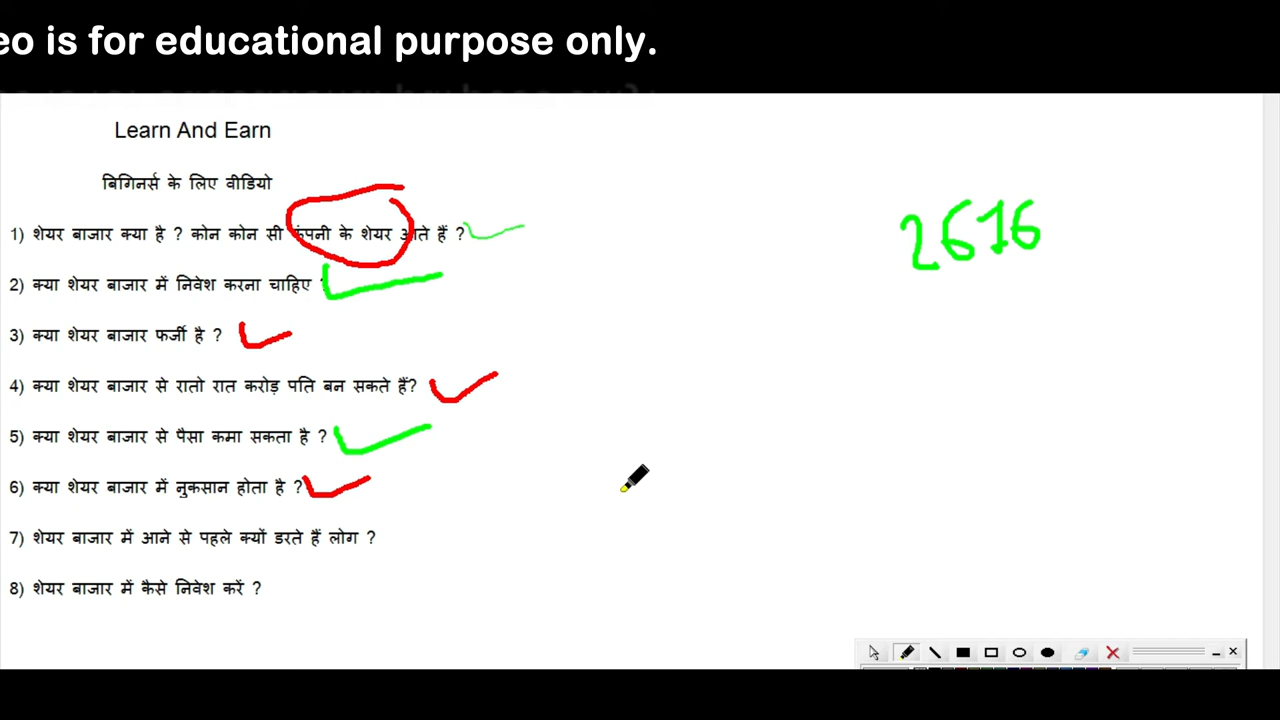 eo is for educational purpose only.
Learn And Earn
बिगिनर्स के लिए वीडियो
1) शेयर बाजार क्या है ? कोन कोन सी कंपनी के शेयर आते हैं ?
2676
2) क्या शेयर बाजार में निवेश करना चाहिए ?
3) क्या शेयर बाजार फर्जी है ?
4) क्या शेयर बाजार से रातो रात करोड़ पति बन सकते हैं?
5) क्या शेयर बाजार से पैसा कमा सकता है ?
6) क्या शेयर बाजार में नुकसान होता है ?
7) शेयर बाजार में आने से पहले क्यों डरते हैं लोग ?
8) शेयर बाजार में कैसे निवेश करें ?